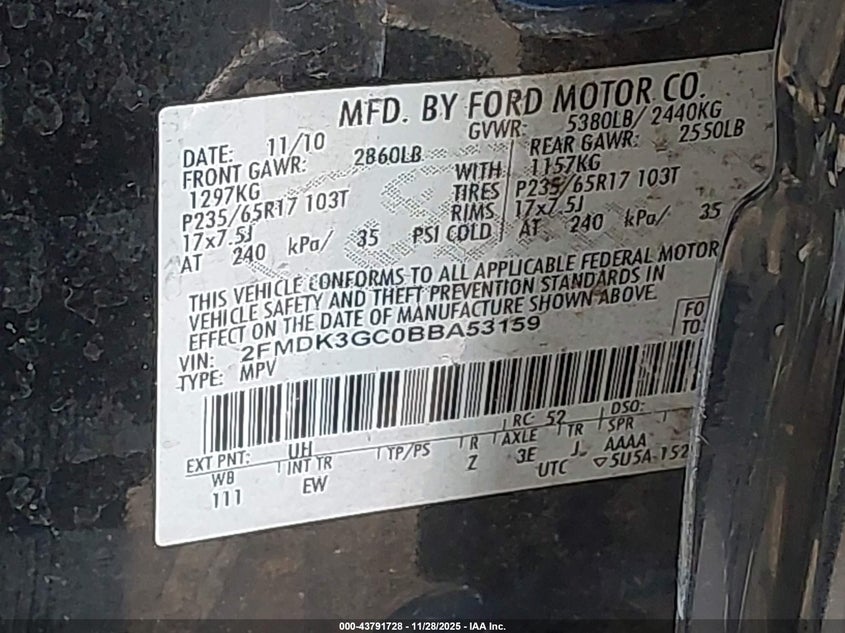 MFD. BY FORD MOTOR CO.
DATE: 11/10 GVWR: 5380LB/2440KG
FRONT GAWR: 2860LB REAR GAWR: 2550LB
1297KG WITH 1157KG
P235/65R17 103T TIRES P235/65R17 103T
17x7.5J RIMS 17x7.5J
AT 240 kPa/ 35 PSI COLD AT 240 kPa/ 35
THIS VEHICLE CONFORMS TO ALL APPLICABLE FEDERAL MOTOR
VEHICLE SAFETY AND THEFT PREVENTION STANDARDS IN
EFFECT ON THE DATE OF MANUFACTURE SHOWN ABOVE.
VIN: 2FMDK3GC0BBA53159 FO
TYPE: MPV TO:
EXT PNT: UH RC: 52 DSO:
WB INT TR TP/PS R AXLE TR SPR
111 EW Z 3E J AAAA
UTC ▽5U5A-152
000-43791728 - 11/28/2025 - IAA Inc.